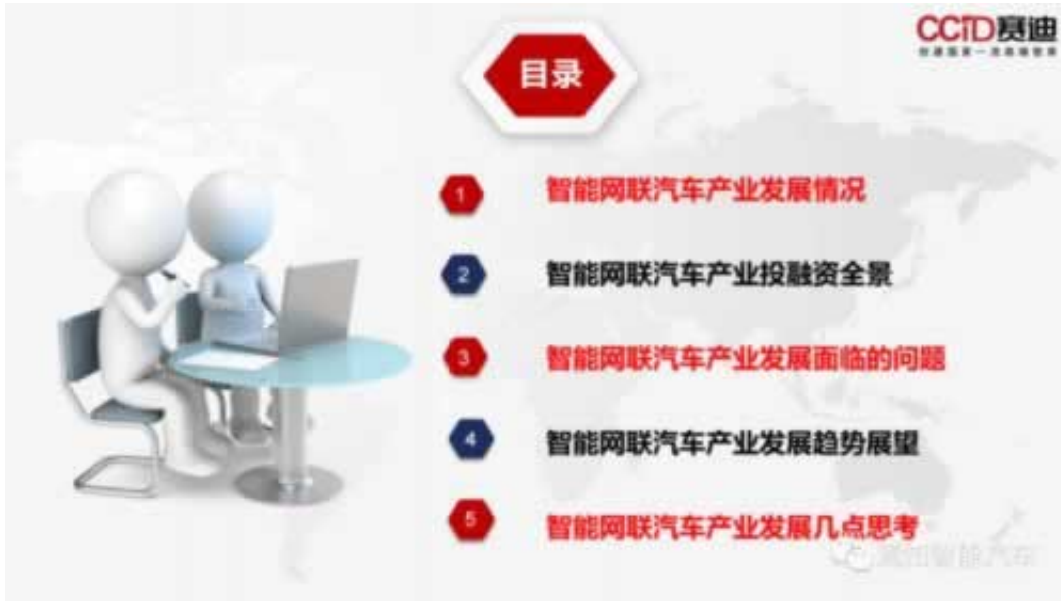 CCID赛迪
目录
1
智能网联汽车产业发展情况
2
智能网联汽车产业投融资全景
3
智能网联汽车产业发展面临的问题
4
智能网联汽车产业发展趋势展望
5
智能网联汽车产业发展几点思考